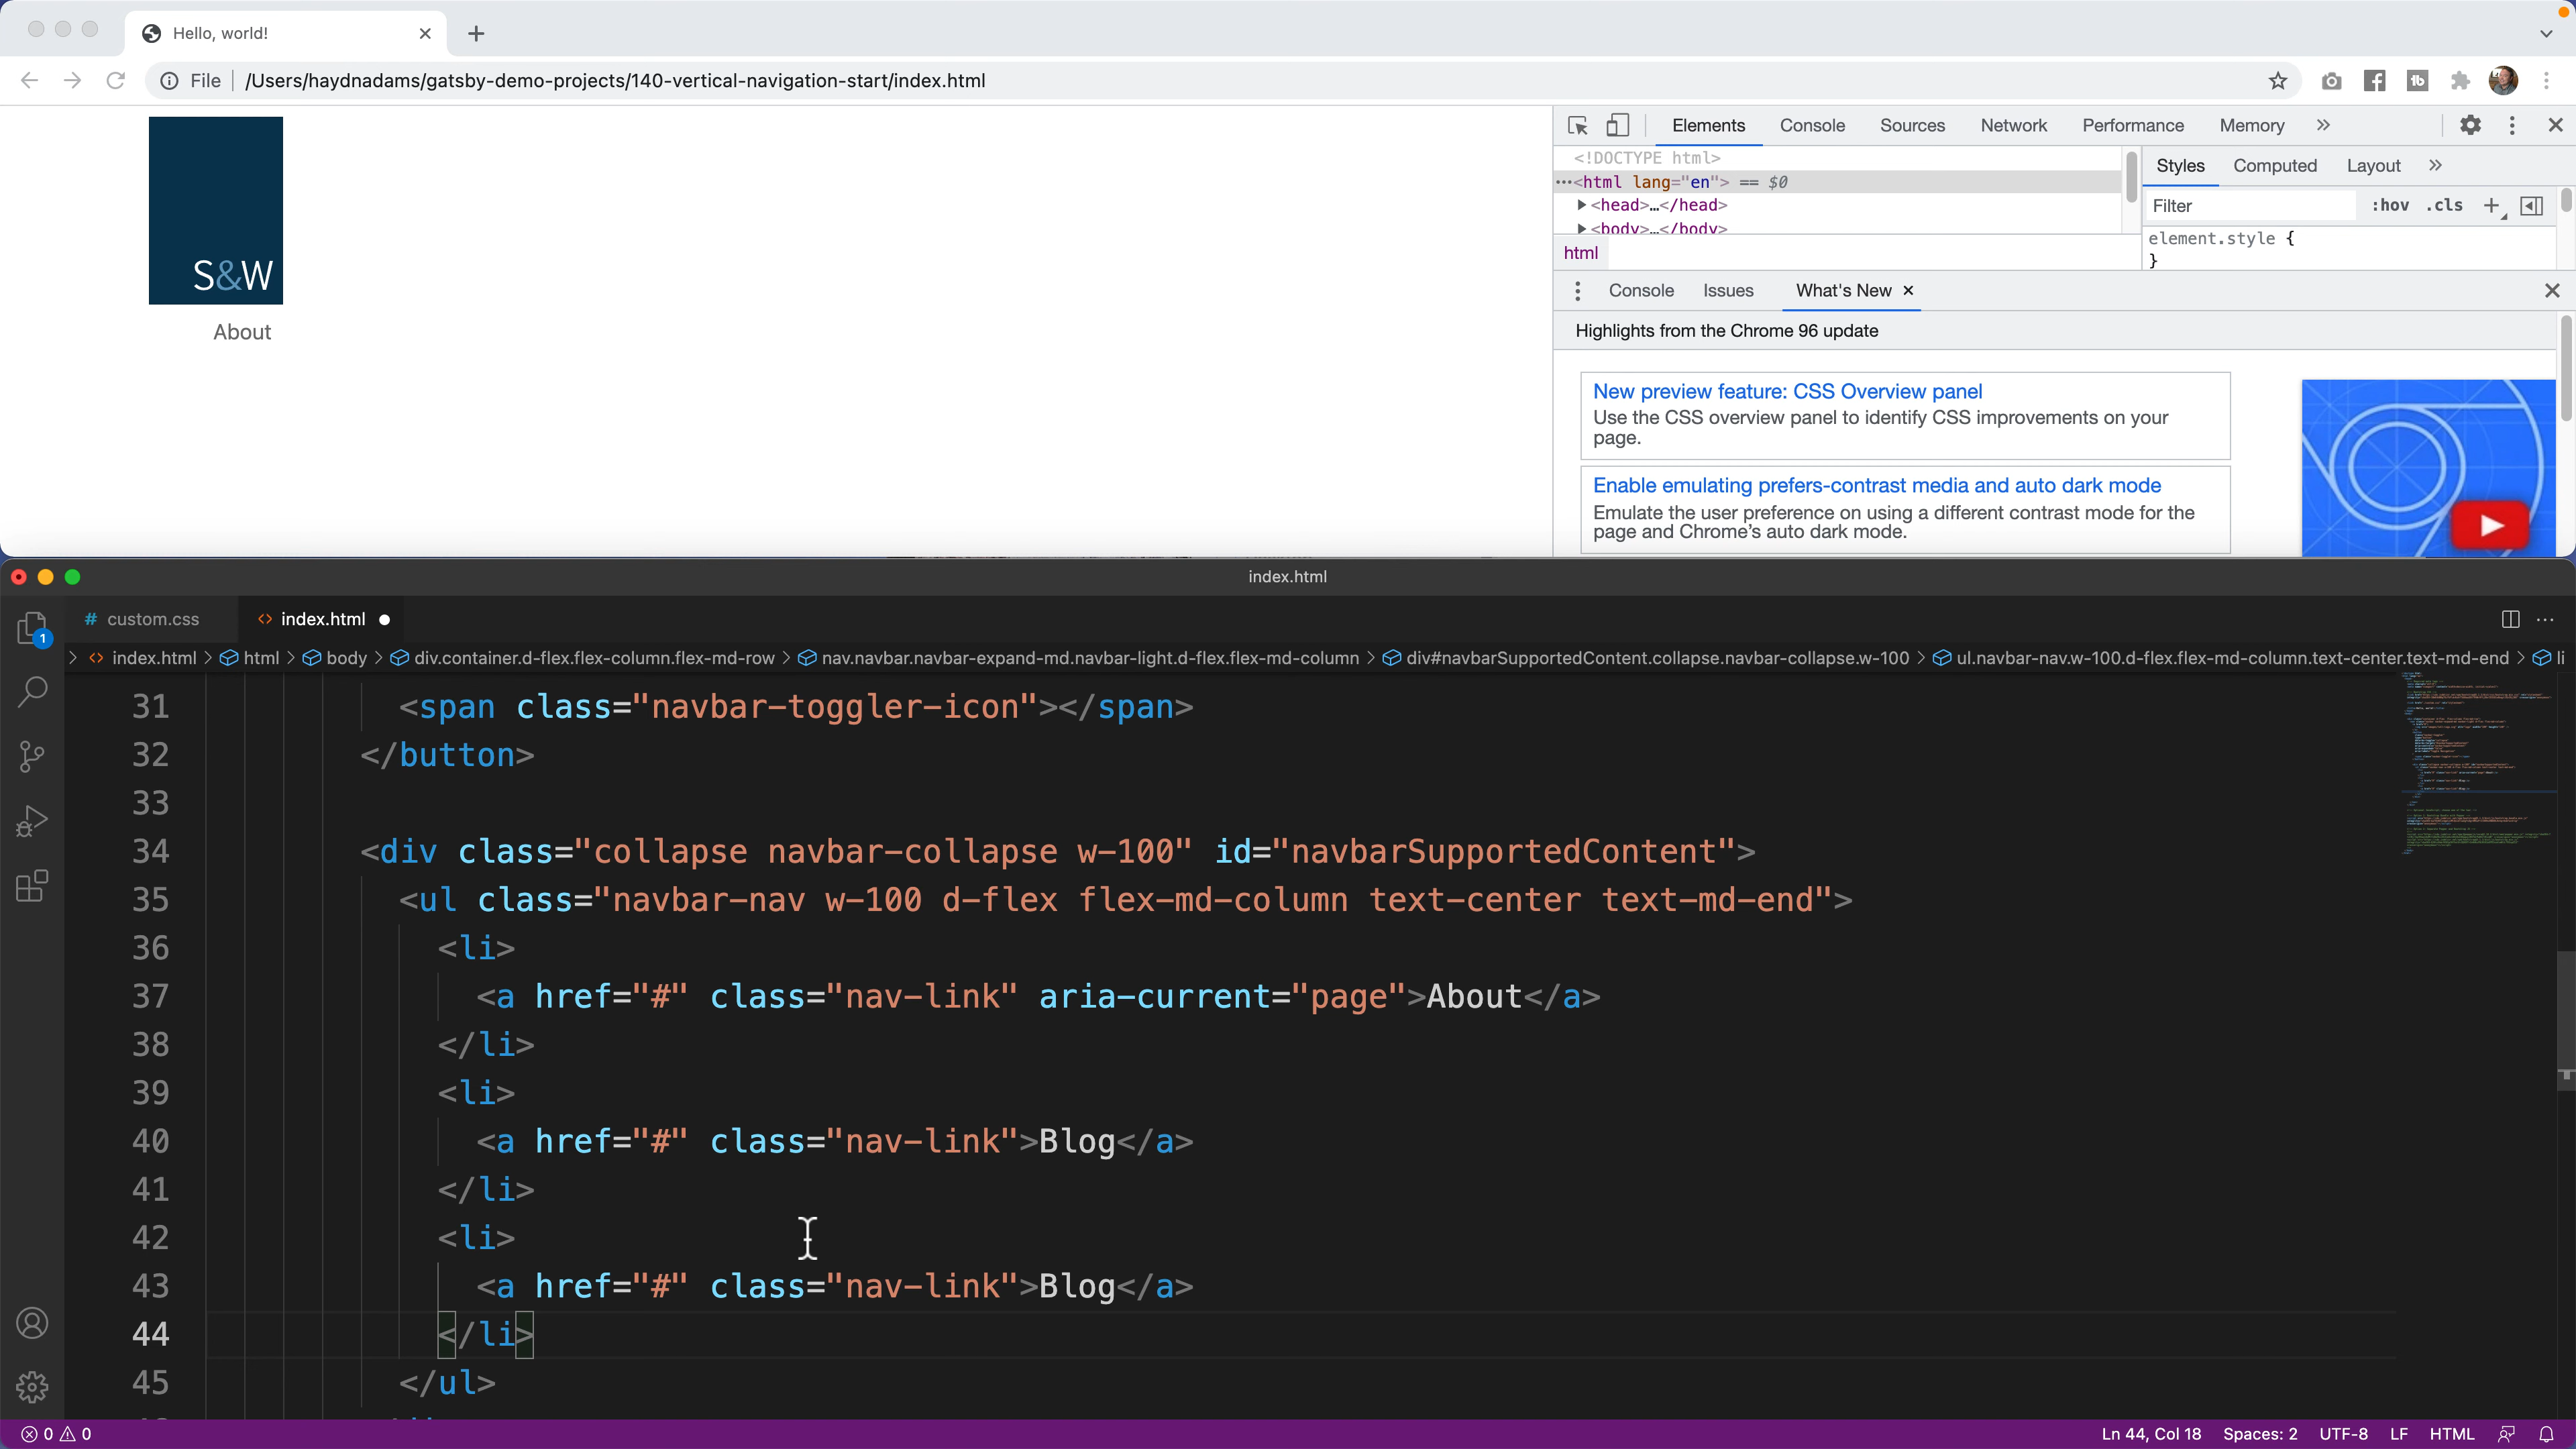 Hello, world!
File /Users/haydnadams/gatsby-demo-projects/140-vertical-navigation-start/index.html
S&W
About
Elements Console Sources Network Performance Memory »
<!DOCTYPE html>
…<html lang="en"> == $0
<head>…</head>
<body>…</body>
html
Styles Computed Layout »
Filter :hov .cls +
element.style {
}
Console Issues What's New ×
Highlights from the Chrome 96 update
New preview feature: CSS Overview panel
Use the CSS overview panel to identify CSS improvements on your
page.
Enable emulating prefers-contrast media and auto dark mode
Emulate the user preference on using a different contrast mode for the
page and Chrome's auto dark mode.
index.html
1
# custom.css <> index.html
> <> index.html > html > body > div.container.d-flex.flex-column.flex-md-row > nav.navbar.navbar-expand-md.navbar-light.d-flex.flex-md-column > div#navbarSupportedContent.collapse.navbar-collapse.w-100 > ul.navbar-nav.w-100.d-flex.flex-md-column.text-center.text-md-end > li
31 <span class="navbar-toggler-icon"></span>
32 </button>
33
34 <div class="collapse navbar-collapse w-100" id="navbarSupportedContent">
35 <ul class="navbar-nav w-100 d-flex flex-md-column text-center text-md-end">
36 <li>
37 <a href="#" class="nav-link" aria-current="page">About</a>
38 </li>
39 <li>
40 <a href="#" class="nav-link">Blog</a>
41 </li>
42 <li>
43 <a href="#" class="nav-link">Blog</a>
44 </li>
45 </ul>
0 0 Ln 44, Col 18 Spaces: 2 UTF-8 LF HTML